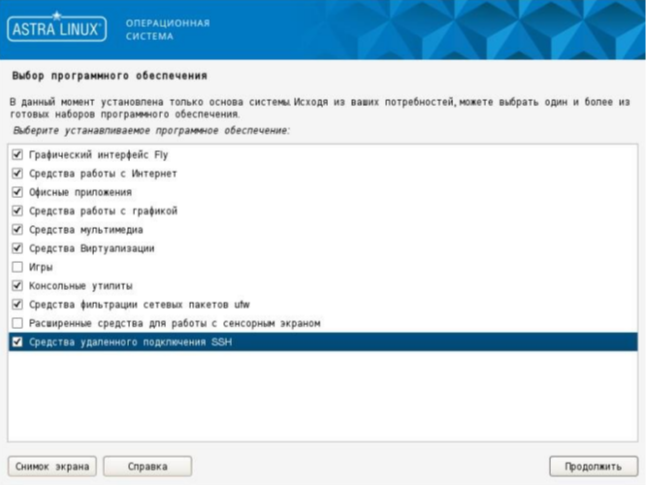 ASTRA LINUX®
ОПЕРАЦИОННАЯ
СИСТЕМА
Выбор программного обеспечения
В данный момент установлена только основа системы. Исходя из ваших потребностей, можете выбрать один и более из
готовых наборов программного обеспечения.
Выберите устанавливаемое программное обеспечение:
Графический интерфейс Fly
Средства работы с Интернет
Офисные приложения
Средства работы с графикой
Средства мультимедиа
Средства Виртуализации
Игры
Консольные утилиты
Средства фильтрации сетевых пакетов ufw
Расширенные средства для работы с сенсорным экраном
Средства удаленного подключения SSH
Снимок экрана
Справка
Продолжить